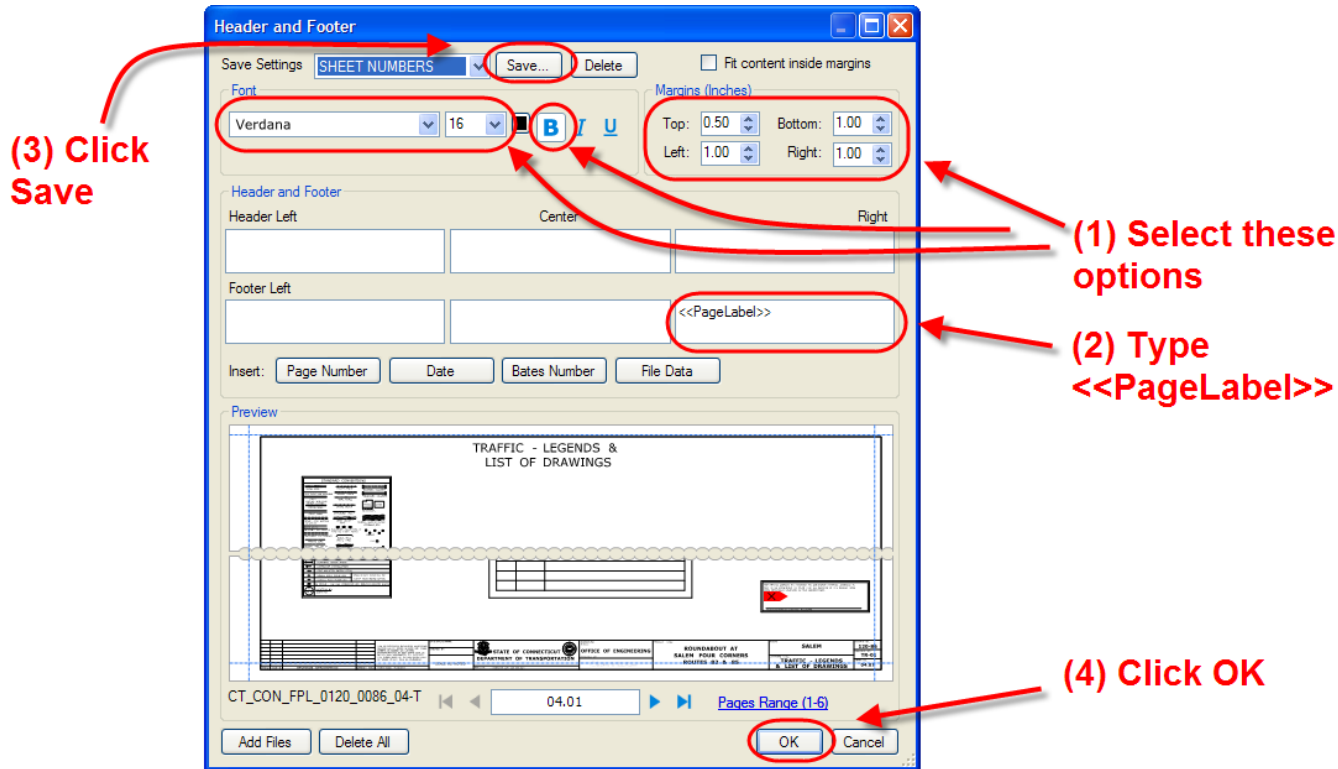 Header and Footer
Save Settings SHEET NUMBERS Save... Delete Fit content inside margins
Font Margins (Inches)
Verdana 16 B I U Top: 0.50 Bottom: 1.00
Left: 1.00 Right: 1.00
(3) Click
Save
Header and Footer
Header Left Center Right
(1) Select these
options
Footer Left
<<PageLabel>>
(2) Type
<<PageLabel>>
Insert: Page Number Date Bates Number File Data
Preview
TRAFFIC - LEGENDS &
LIST OF DRAWINGS
STATE OF CONNECTICUT
DEPARTMENT OF TRANSPORTATION
OFFICE OF ENGINEERING
ROUNDABOUT AT
SALEM FOUR CORNERS
ROUTES 82 & 85
SALEM
TRAFFIC - LEGENDS
& LIST OF DRAWINGS
(4) Click OK
CT_CON_FPL_0120_0086_04-T 04.01 Pages Range (1-6)
Add Files Delete All OK Cancel